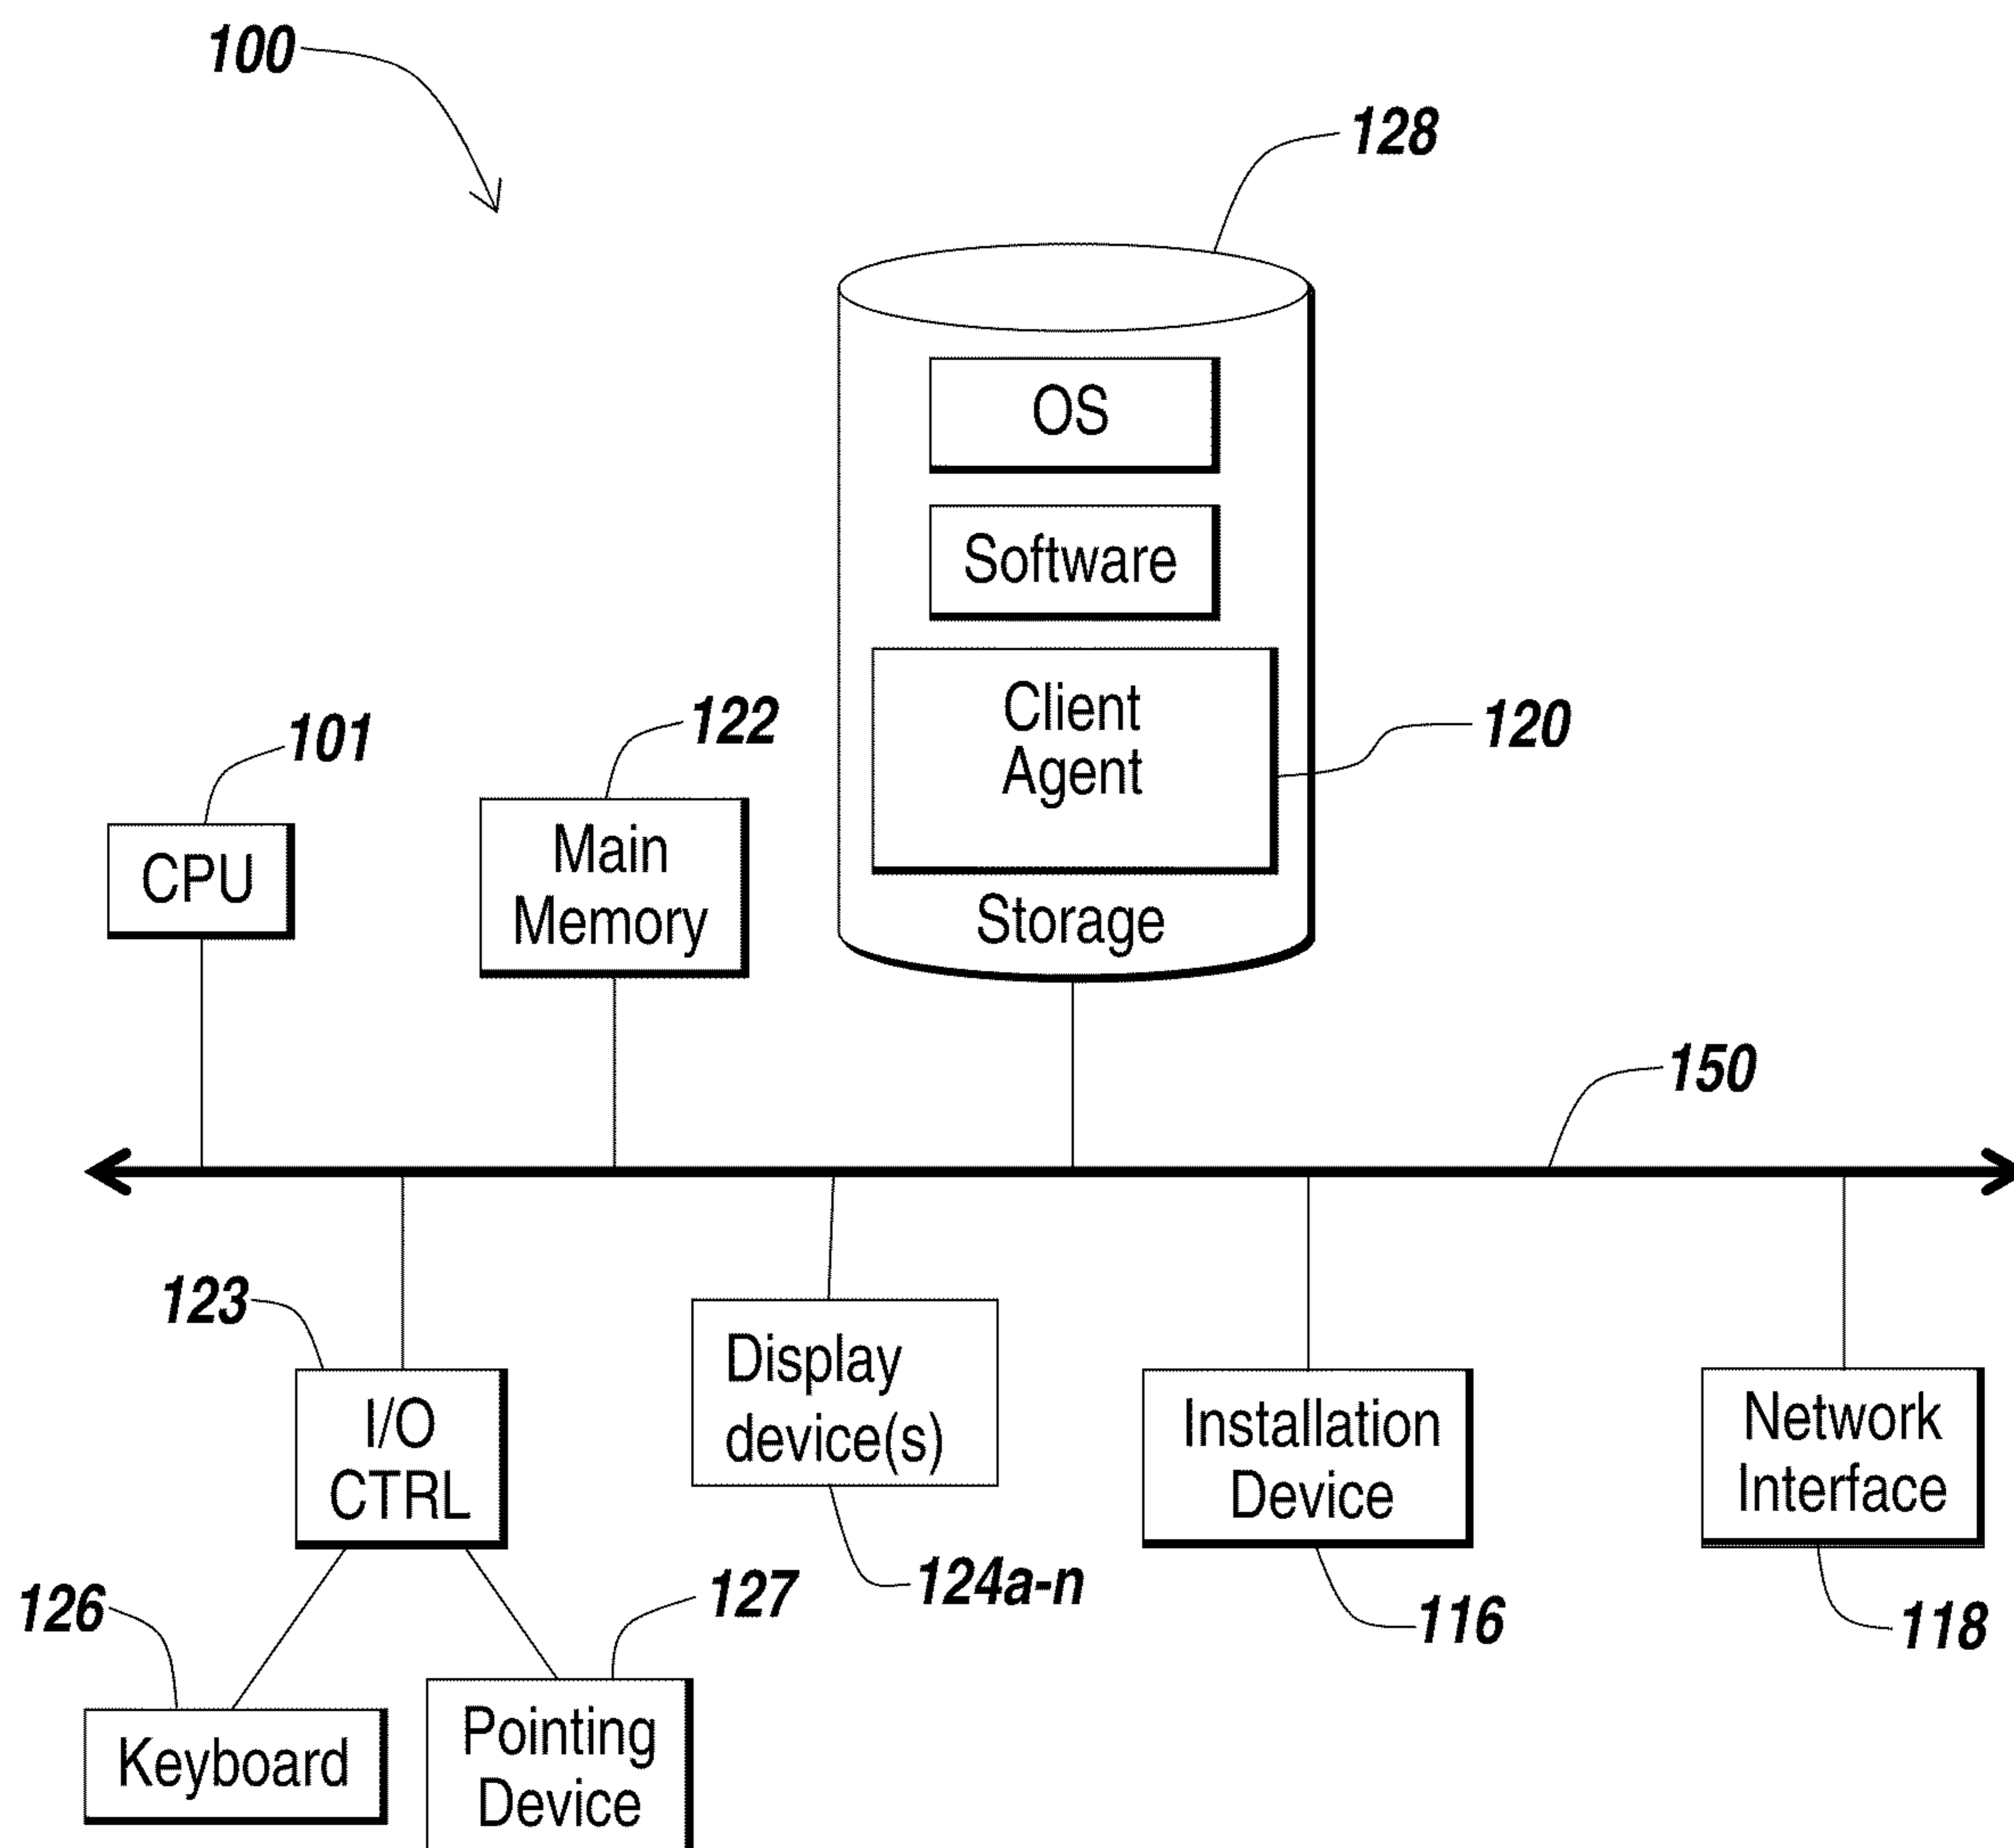 100
128
OS
Software
Client
Agent
120
Storage
101
CPU
122
Main
Memory
150
123
I/O
CTRL
Display
device(s)
124a-n
Installation
Device
116
Network
Interface
118
126
Keyboard
127
Pointing
Device